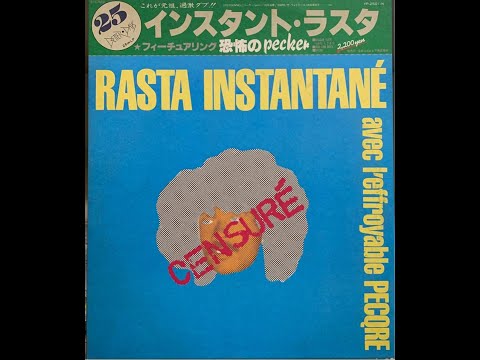 これが元祖、過激ダブ!!
25
インスタント・ラスタ
★フィーチュアリング 恐怖のpecker
2,200yen
RASTA INSTANTANÉ
avec l'effroyable PECQRE
CENSURÉ